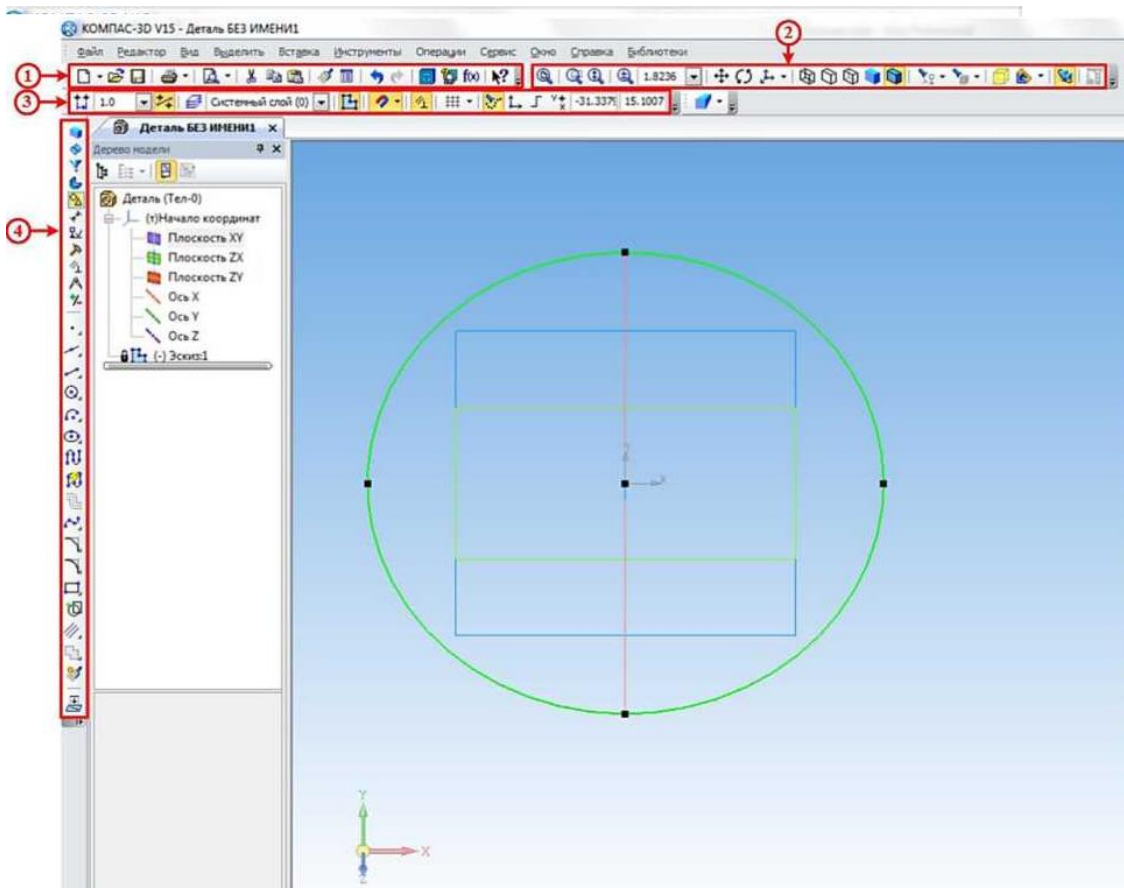 КОМПАС-3D V15 - Деталь БЕЗ ИМЕНИ1
Файл Редактор Вид Выделить Вставка Инструменты Операции Сервис Окно Справка Библиотеки
2
1
1.8236
f(x)
3
1.0
Системный слой (0)
-31.3379 15.1007
Деталь БЕЗ ИМЕНИ1
Дерево модели
Деталь (Тел-0)
(т)Начало координат
4
Плоскость XY
Плоскость ZX
Плоскость ZY
Ось X
Ось Y
Ось Z
(-) Эскиз:1
Y
X
Y
X
Z